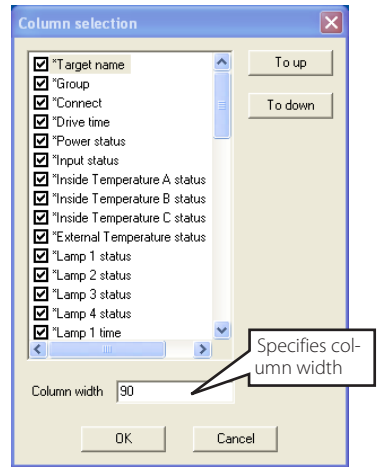 Column selection
*Target name
*Group
*Connect
*Drive time
*Power status
*Input status
*Inside Temperature A status
*Inside Temperature B status
*Inside Temperature C status
*External Temperature status
*Lamp 1 status
*Lamp 2 status
*Lamp 3 status
*Lamp 4 status
*Lamp 1 time
To up
To down
Specifies col-
umn width
Column width 90
OK Cancel